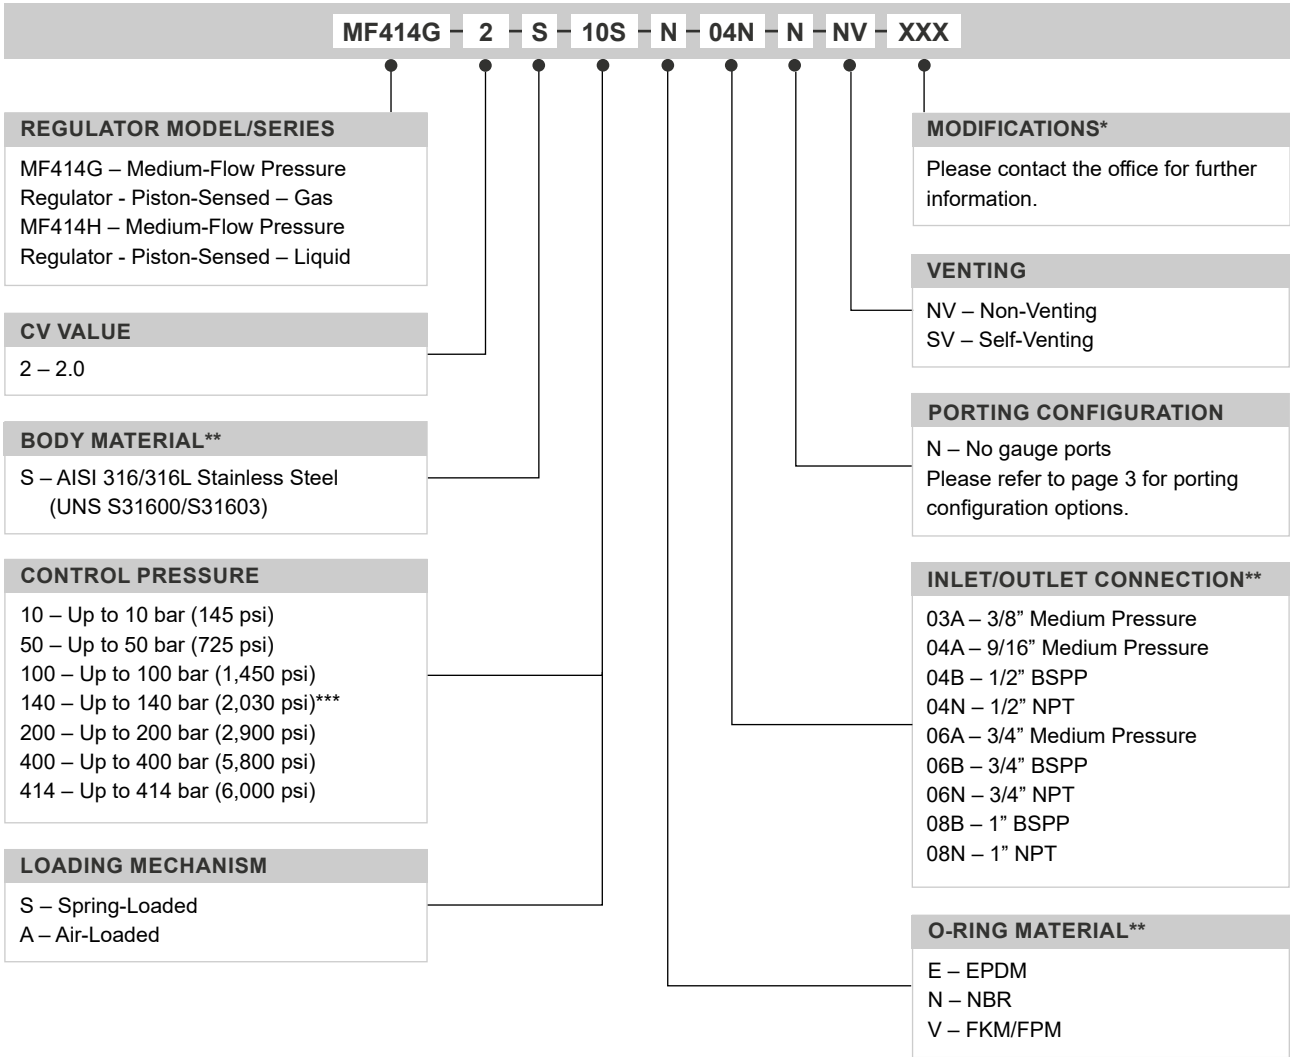 MF414G 2 S 10S N 04N N NV XXX
REGULATOR MODEL/SERIES
MF414G – Medium-Flow Pressure
Regulator - Piston-Sensed – Gas
MF414H – Medium-Flow Pressure
Regulator - Piston-Sensed – Liquid
CV VALUE
2 – 2.0
BODY MATERIAL**
S – AISI 316/316L Stainless Steel
(UNS S31600/S31603)
CONTROL PRESSURE
10 – Up to 10 bar (145 psi)
50 – Up to 50 bar (725 psi)
100 – Up to 100 bar (1,450 psi)
140 – Up to 140 bar (2,030 psi)***
200 – Up to 200 bar (2,900 psi)
400 – Up to 400 bar (5,800 psi)
414 – Up to 414 bar (6,000 psi)
LOADING MECHANISM
S – Spring-Loaded
A – Air-Loaded
MODIFICATIONS*
Please contact the office for further
information.
VENTING
NV – Non-Venting
SV – Self-Venting
PORTING CONFIGURATION
N – No gauge ports
Please refer to page 3 for porting
configuration options.
INLET/OUTLET CONNECTION**
03A – 3/8” Medium Pressure
04A – 9/16” Medium Pressure
04B – 1/2” BSPP
04N – 1/2” NPT
06A – 3/4” Medium Pressure
06B – 3/4” BSPP
06N – 3/4” NPT
08B – 1” BSPP
08N – 1” NPT
O-RING MATERIAL**
E – EPDM
N – NBR
V – FKM/FPM